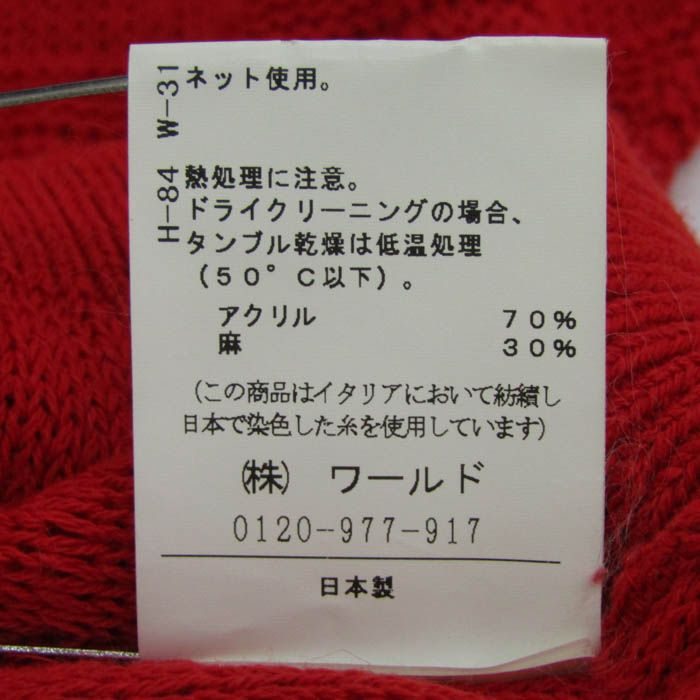 W-31
H-84
ネット使用。
熱処理に注意。
ドライクリーニングの場合、
タンブル乾燥は低温処理
(50°C以下)。
アクリル 70%
麻 30%
(この商品はイタリアにおいて紡績し
日本で染色した糸を使用しています)
㈱ ワールド
0120-977-917
日本製